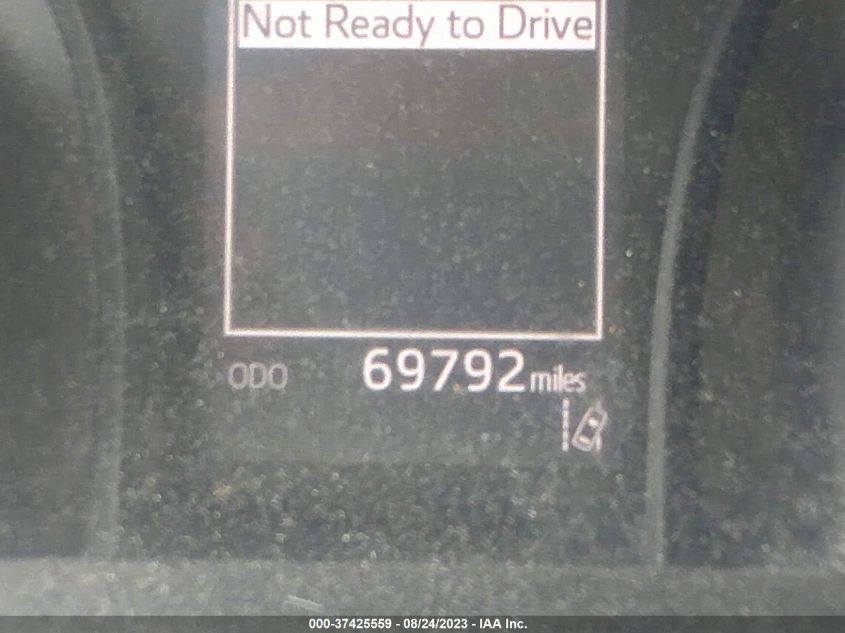 Not Ready to Drive
ODO 69792 miles
000-37425559 - 08/24/2023 - IAA Inc.